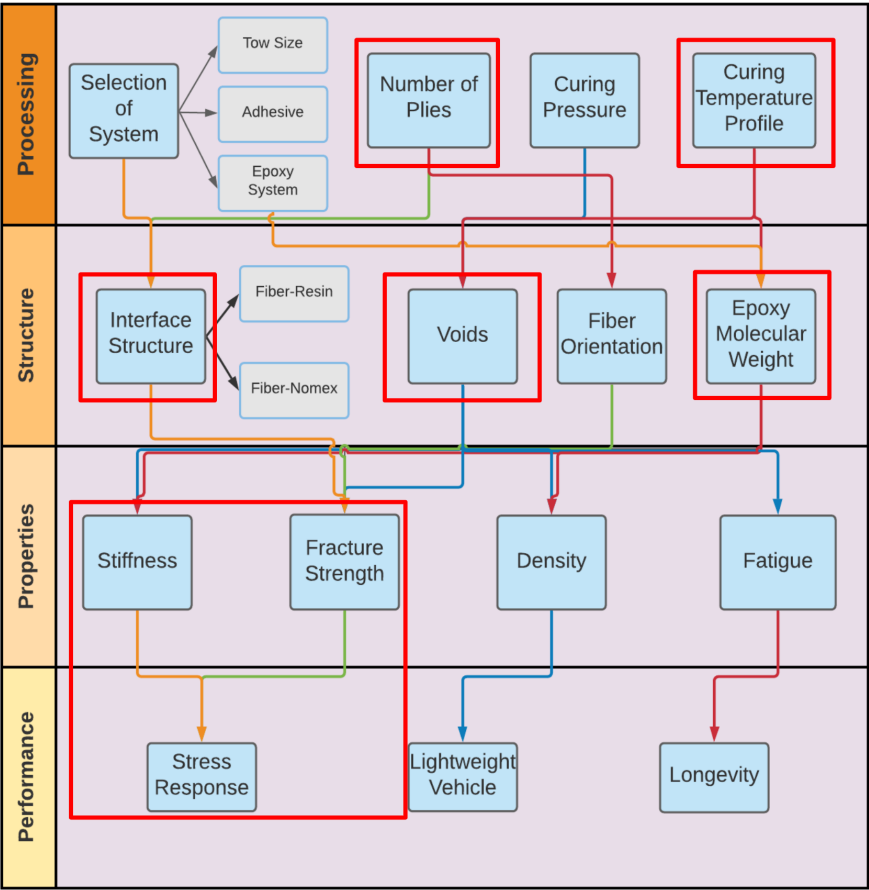 Processing
Selection
of
System
Tow Size
Adhesive
Epoxy
System
Number of
Plies
Curing
Pressure
Curing
Temperature
Profile
Structure
Interface
Structure
Fiber-Resin
Fiber-Nomex
Voids
Fiber
Orientation
Epoxy
Molecular
Weight
Properties
Stiffness
Fracture
Strength
Density
Fatigue
Performance
Stress
Response
Lightweight
Vehicle
Longevity